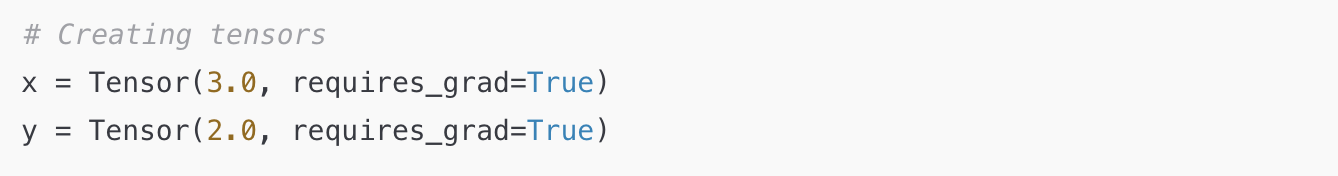 # Creating tensors
x = Tensor(3.0, requires_grad=True)
y = Tensor(2.0, requires_grad=True)